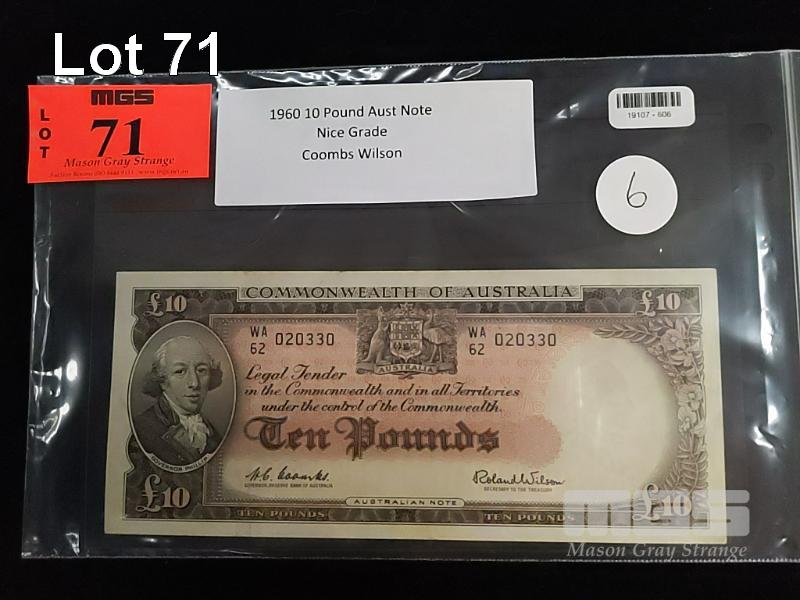 Lot 71
LOT
MGS
71
Mason Gray Strange
1960 10 Pound Aust Note
Nice Grade
Coombs Wilson
19107 - 606
6
COMMONWEALTH OF AUSTRALIA
£10
£10
WA
62 020330
WA
62 020330
AUSTRALIA
Legal Tender
in the Commonwealth and in all Territories
under the control of the Commonwealth.
Ten Pounds
GOVERNOR PHILLIP
H.C. Coombs.
Roland Wilson
GOVERNOR, RESERVE BANK OF AUSTRALIA
SECRETARY TO THE TREASURY
£10
£10
AUSTRALIAN NOTE
TEN POUNDS
TEN POUNDS
MGS
Mason Gray Strange